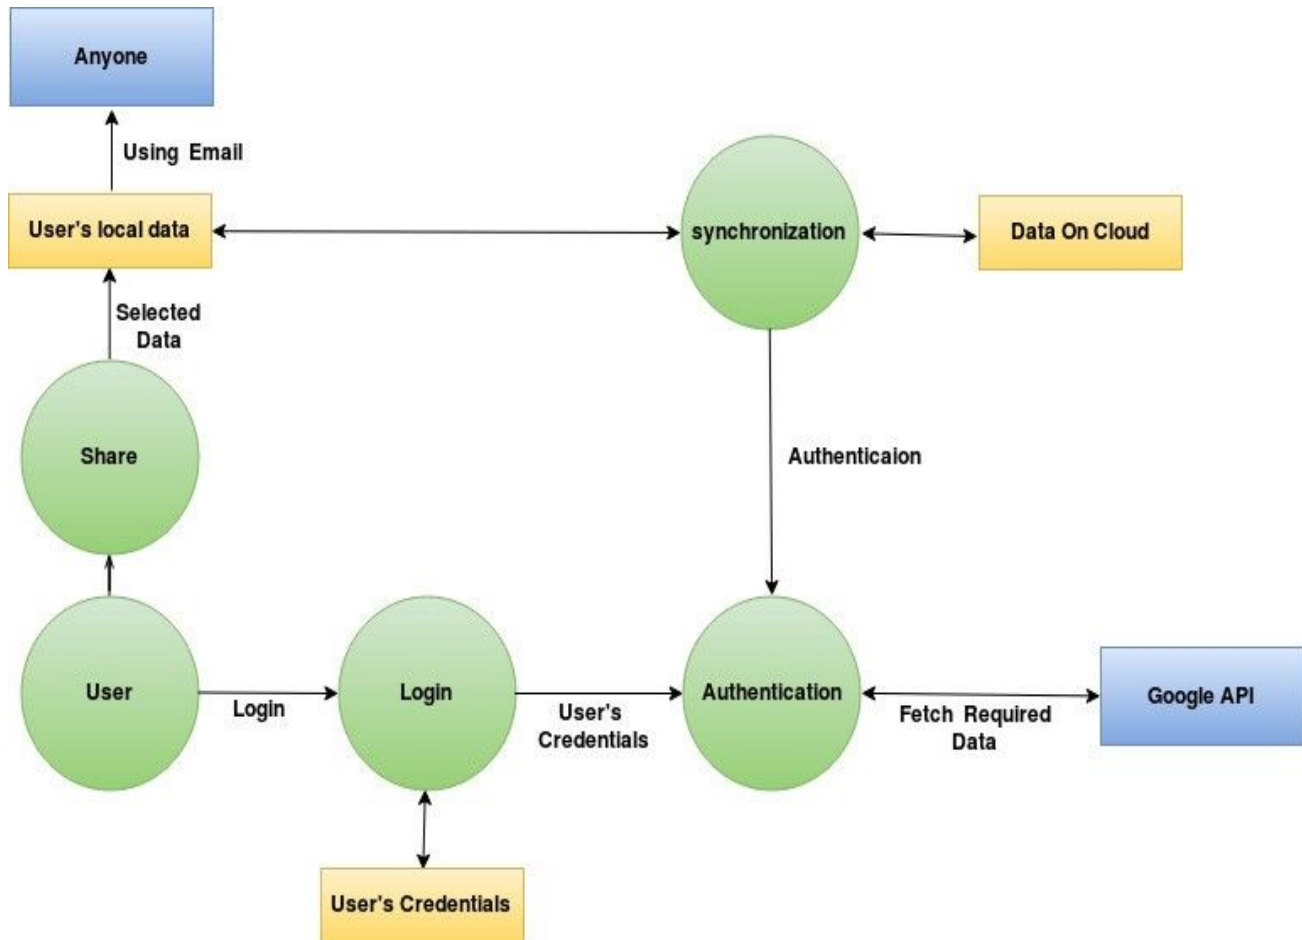 Anyone
Using Email
User's local data
synchronization
Data On Cloud
Selected
Data
Share
Authenticaion
User
Login
Login
User's
Credentials
Authentication
Fetch Required
Data
Google API
User's Credentials